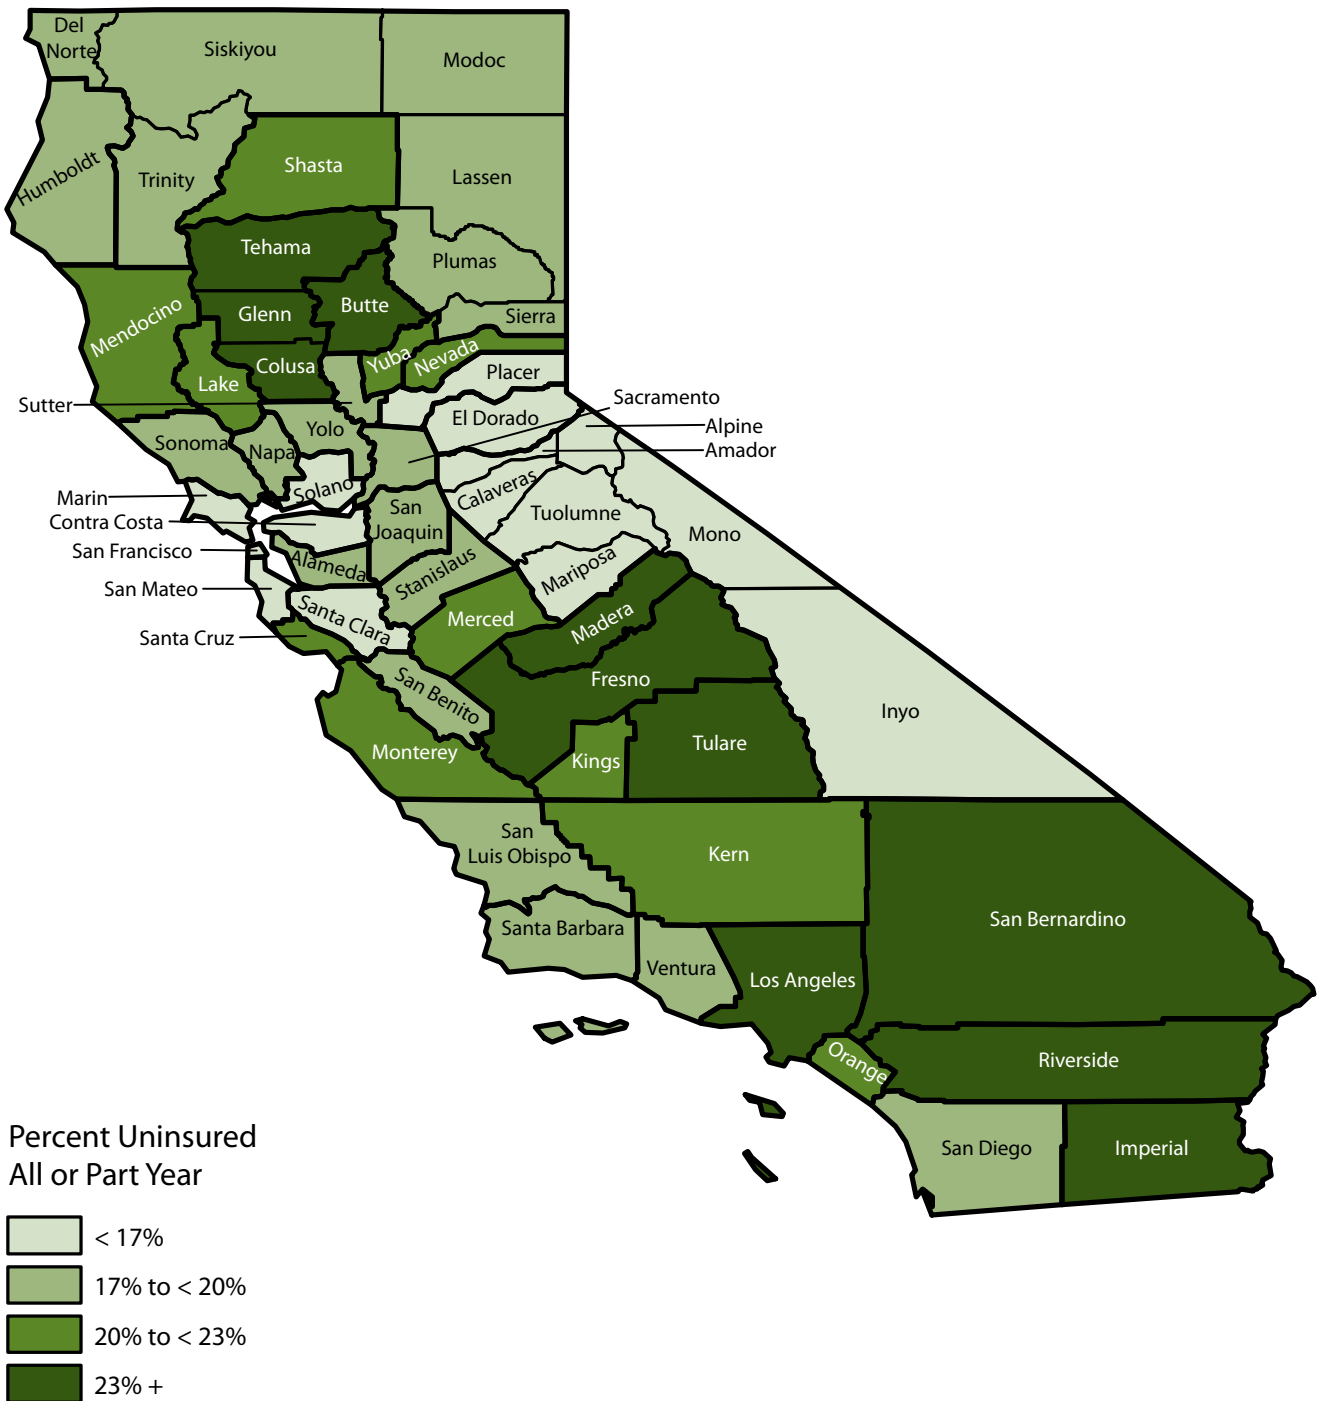 Del
Norte
Siskiyou
Modoc
Humboldt
Trinity
Shasta
Lassen
Tehama
Plumas
Mendocino
Glenn
Butte
Sierra
Lake
Colusa
Yuba
Nevada
Placer
Sutter
Sacramento
El Dorado
Alpine
Sonoma
Napa
Yolo
Amador
Marin
Solano
Calaveras
Contra Costa
San
Joaquin
Tuolumne
Mono
San Francisco
Alameda
Stanislaus
Mariposa
San Mateo
Santa Clara
Merced
Madera
Santa Cruz
San Benito
Fresno
Inyo
Monterey
Kings
Tulare
San
Luis Obispo
Kern
Santa Barbara
San Bernardino
Ventura
Los Angeles
Orange
Riverside
San Diego
Imperial
Percent Uninsured
All or Part Year
< 17%
17% to < 20%
20% to < 23%
23% +